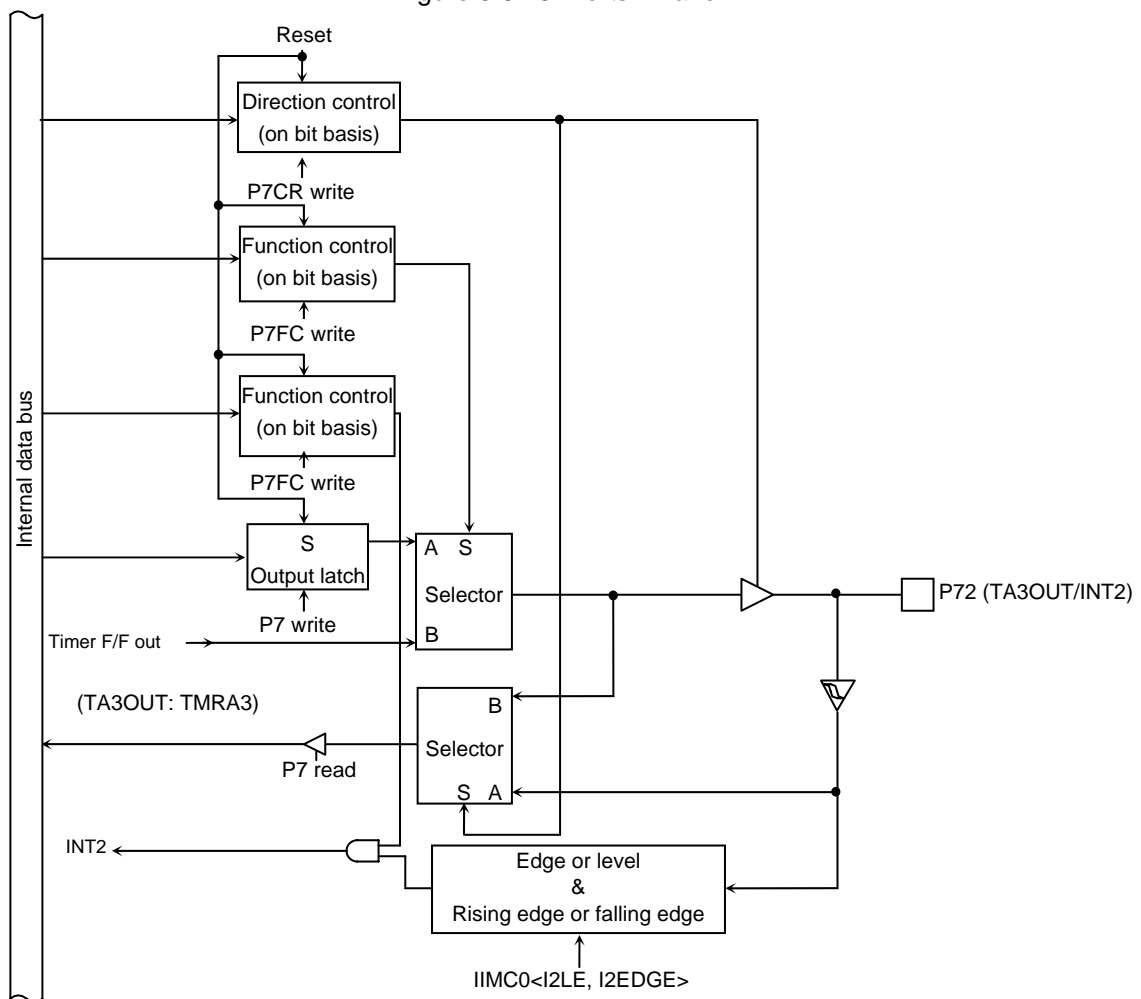 Reset
Direction control
(on bit basis)
P7CR write
Function control
(on bit basis)
P7FC write
Function control
(on bit basis)
P7FC write
Internal data bus
S
Output latch
P7 write
A S
Selector
B
Timer F/F out
P72 (TA3OUT/INT2)
(TA3OUT: TMRA3)
B
Selector
S A
P7 read
INT2
Edge or level
&
Rising edge or falling edge
IIMC0<I2LE, I2EDGE>